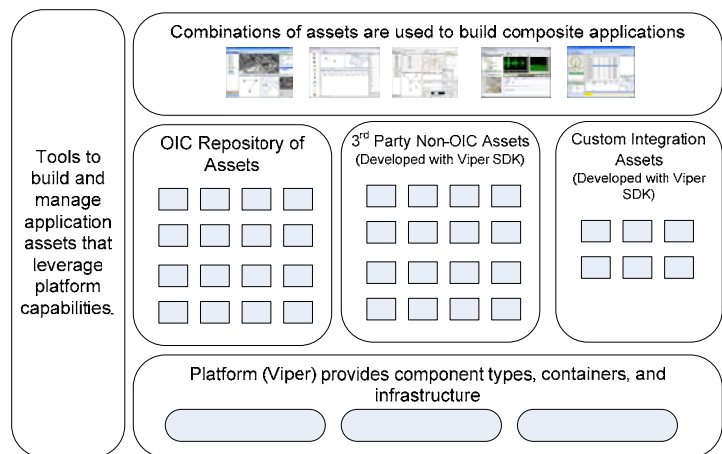 Combinations of assets are used to build composite applications
Tools to
build and
manage
application
assets that
leverage
platform
capabilities.
OIC Repository of
Assets
3rd Party Non-OIC Assets
(Developed with Viper SDK)
Custom Integration
Assets
(Developed with Viper
SDK)
Platform (Viper) provides component types, containers, and
infrastructure